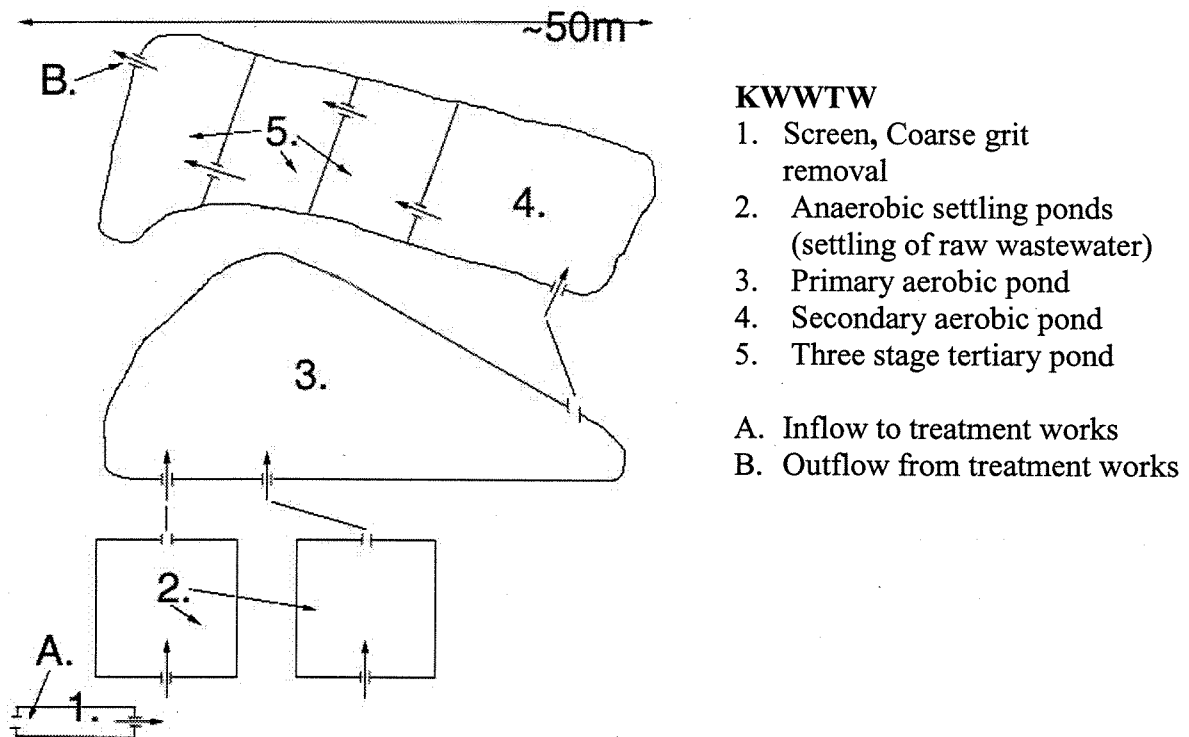 ~50m
B.
5.
4.
3.
2.
A.
1.
KWWTW
1. Screen, Coarse grit
removal
2. Anaerobic settling ponds
(settling of raw wastewater)
3. Primary aerobic pond
4. Secondary aerobic pond
5. Three stage tertiary pond
A. Inflow to treatment works
B. Outflow from treatment works